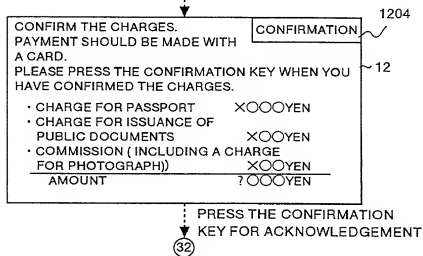 1204
CONFIRM THE CHARGES.
CONFIRMATION
PAYMENT SHOULD BE MADE WITH
A CARD.
12
PLEASE PRESS THE CONFIRMATION KEY WHEN YOU
HAVE CONFIRMED THE CHARGES.
・CHARGE FOR PASSPORT ×○○○YEN
・CHARGE FOR ISSUANCE OF
PUBLIC DOCUMENTS ×○○YEN
・COMMISSION (INCLUDING A CHARGE
FOR PHOTOGRAPH)) ×○○YEN
AMOUNT ?○○○YEN
PRESS THE CONFIRMATION
KEY FOR ACKNOWLEDGEMENT
32